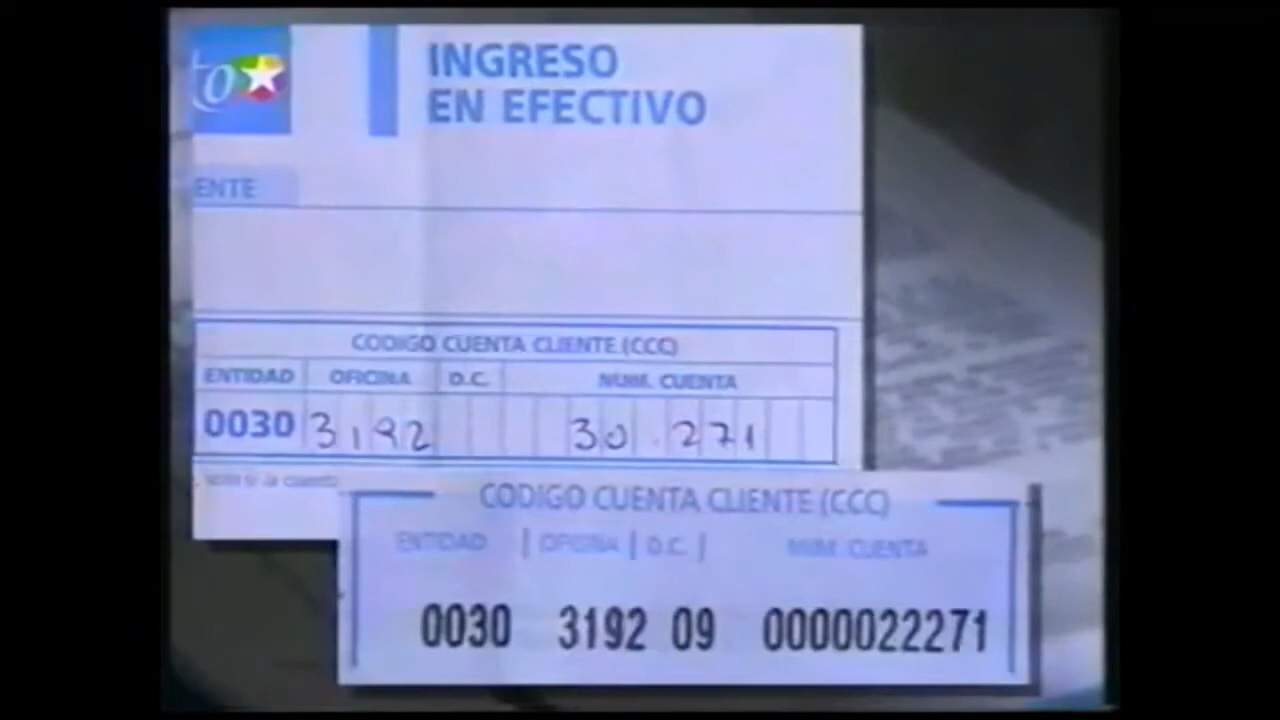 to
INGRESO
EN EFECTIVO
ENTE
CODIGO CUENTA CLIENTE (CCC)
ENTIDAD OFICINA D.C. NUM. CUENTA
0030 3192 30.271
CODIGO CUENTA CLIENTE (CCC)
ENTIDAD | OFICINA | D.C. | NUM. CUENTA
0030 3192 09 0000022271